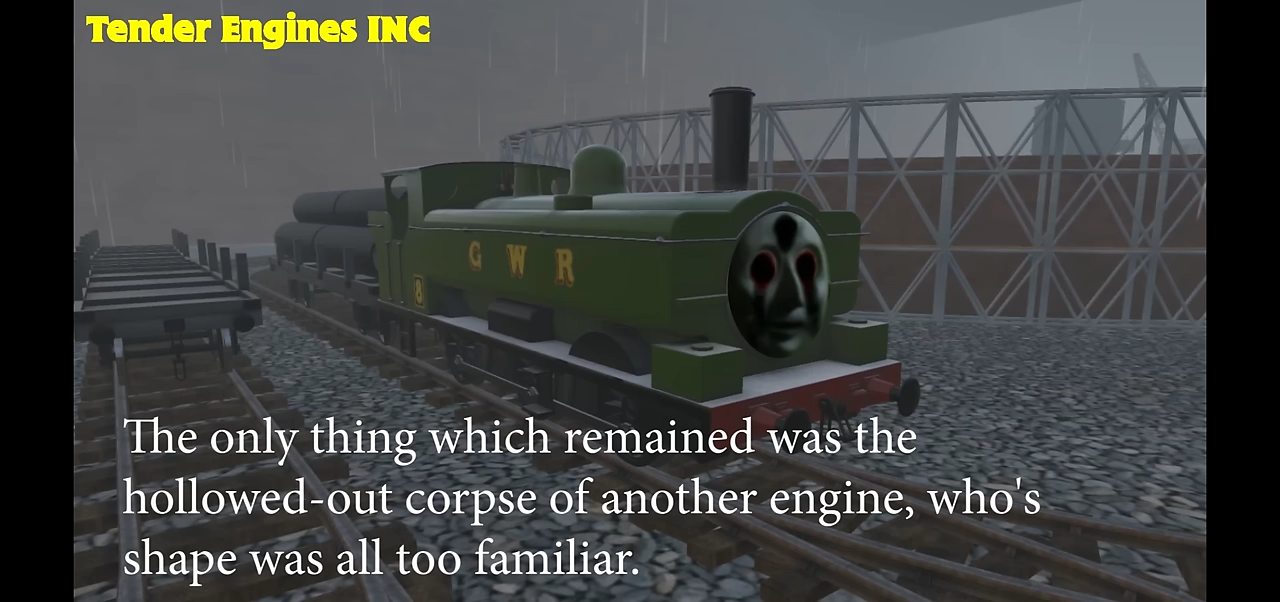 Tender Engines INC
G W R
8
The only thing which remained was the
hollowed-out corpse of another engine, who's
shape was all too familiar.